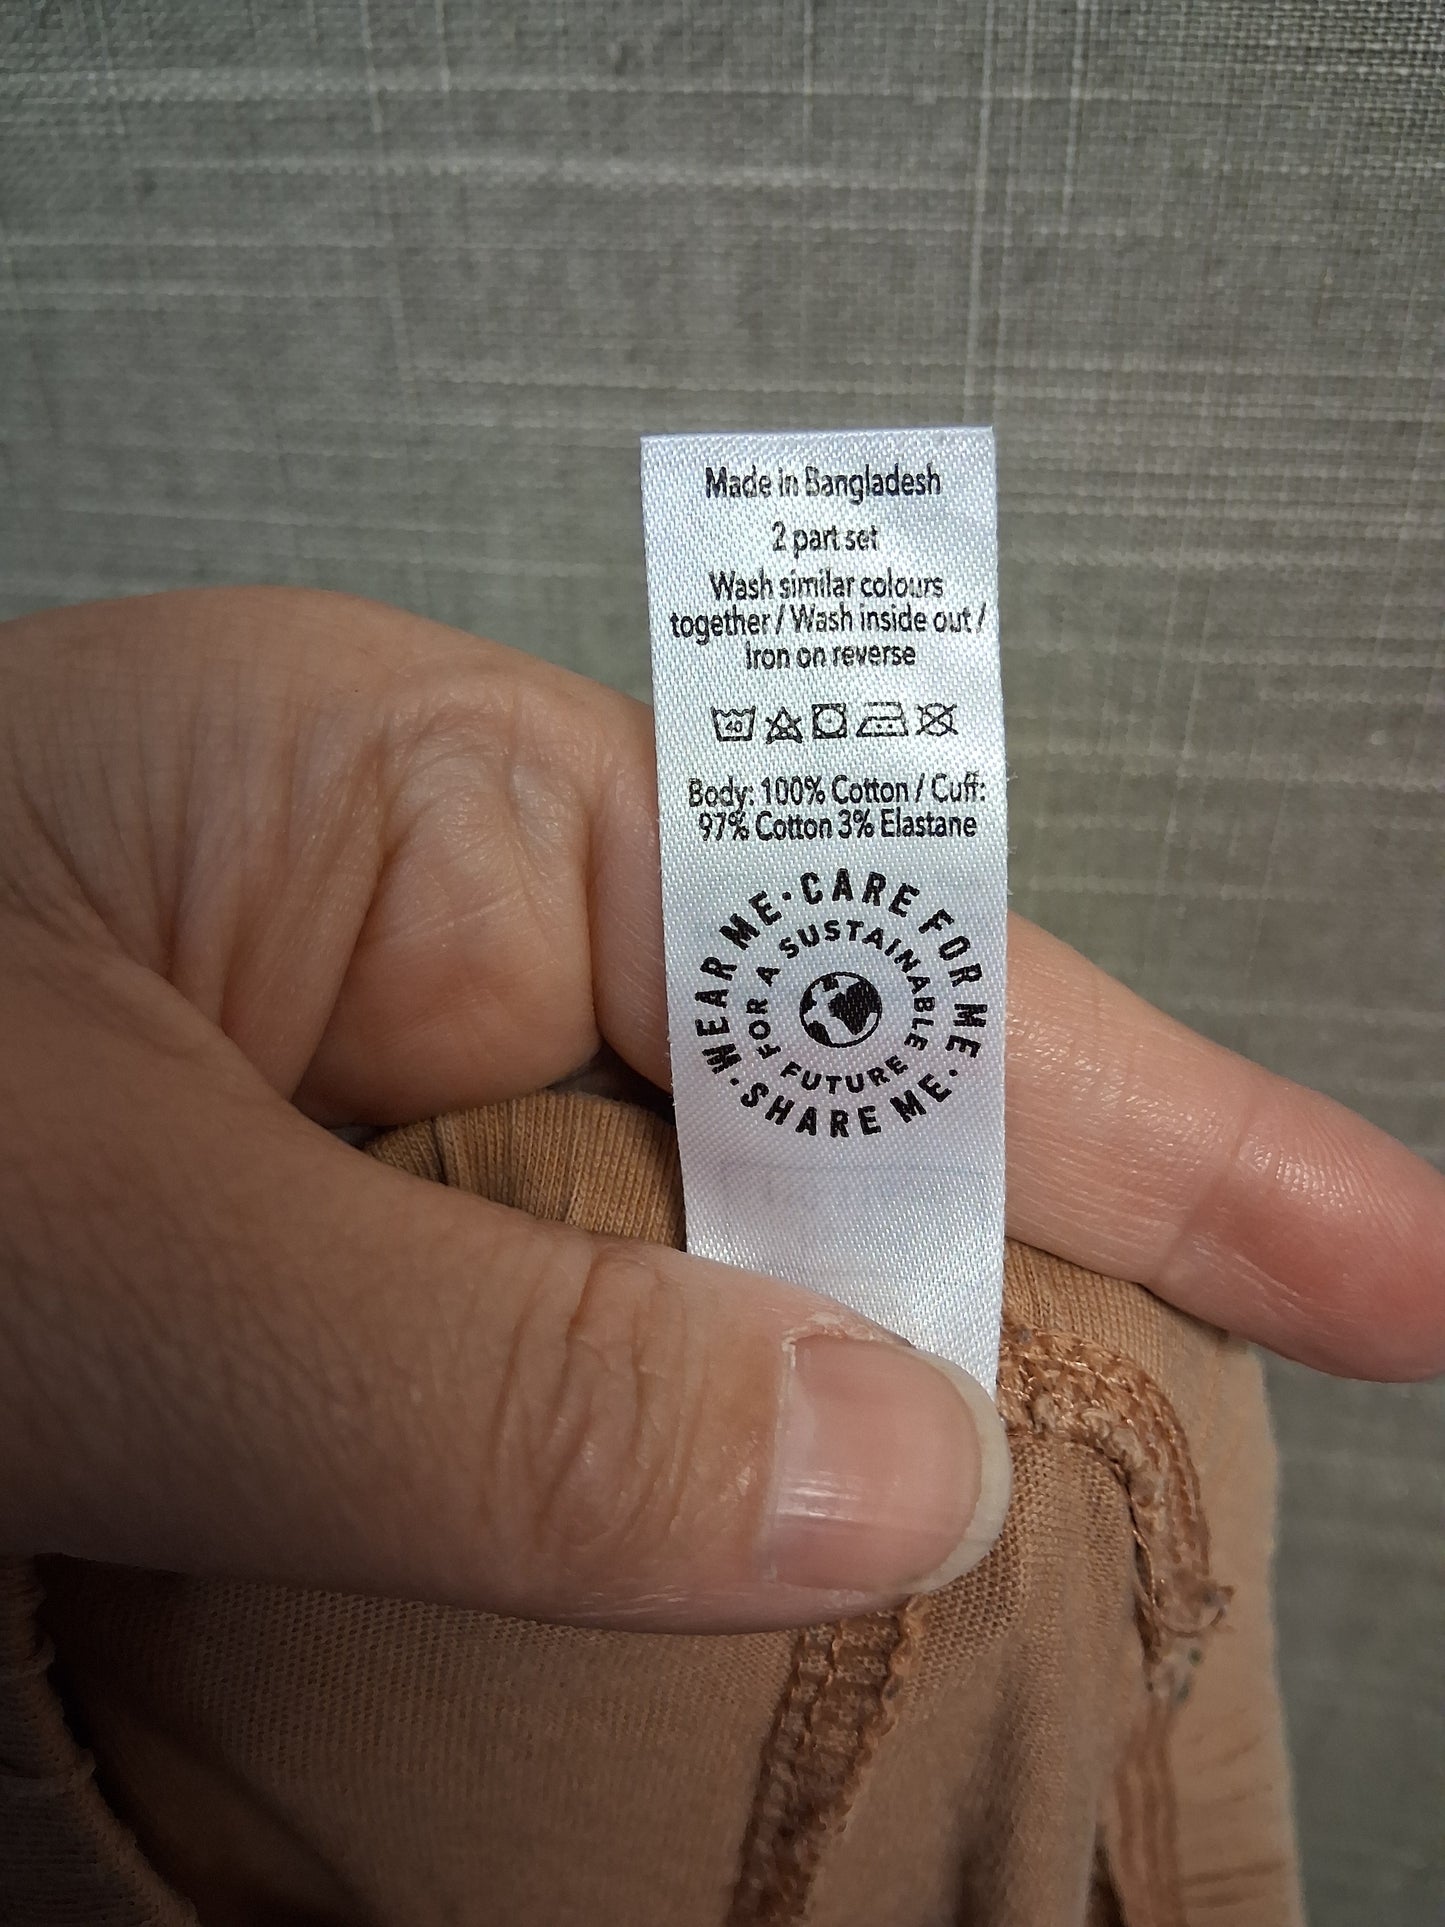 Made in Bangladesh
2 part set
Wash similar colours
together / Wash inside out /
Iron on reverse
40
Body: 100% Cotton / Cuff:
97% Cotton 3% Elastane
WEAR ME · CARE FOR ME · SHARE ME ·
FOR A SUSTAINABLE FUTURE